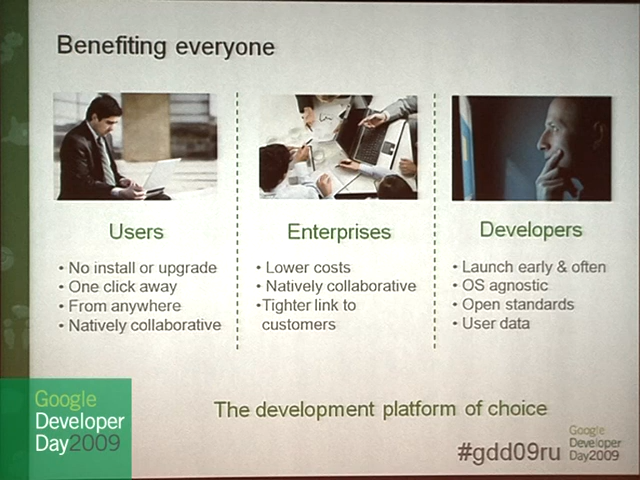 Benefiting everyone
Users
• No install or upgrade
• One click away
• From anywhere
• Natively collaborative
Enterprises
• Lower costs
• Natively collaborative
•Tighter link to
customers
Developers
• Launch early & often
• OS agnostic
• Open standards
• User data
The development platform of choice
#gdd09ru
Google
Developer
Day2009
Google
Developer
Day2009